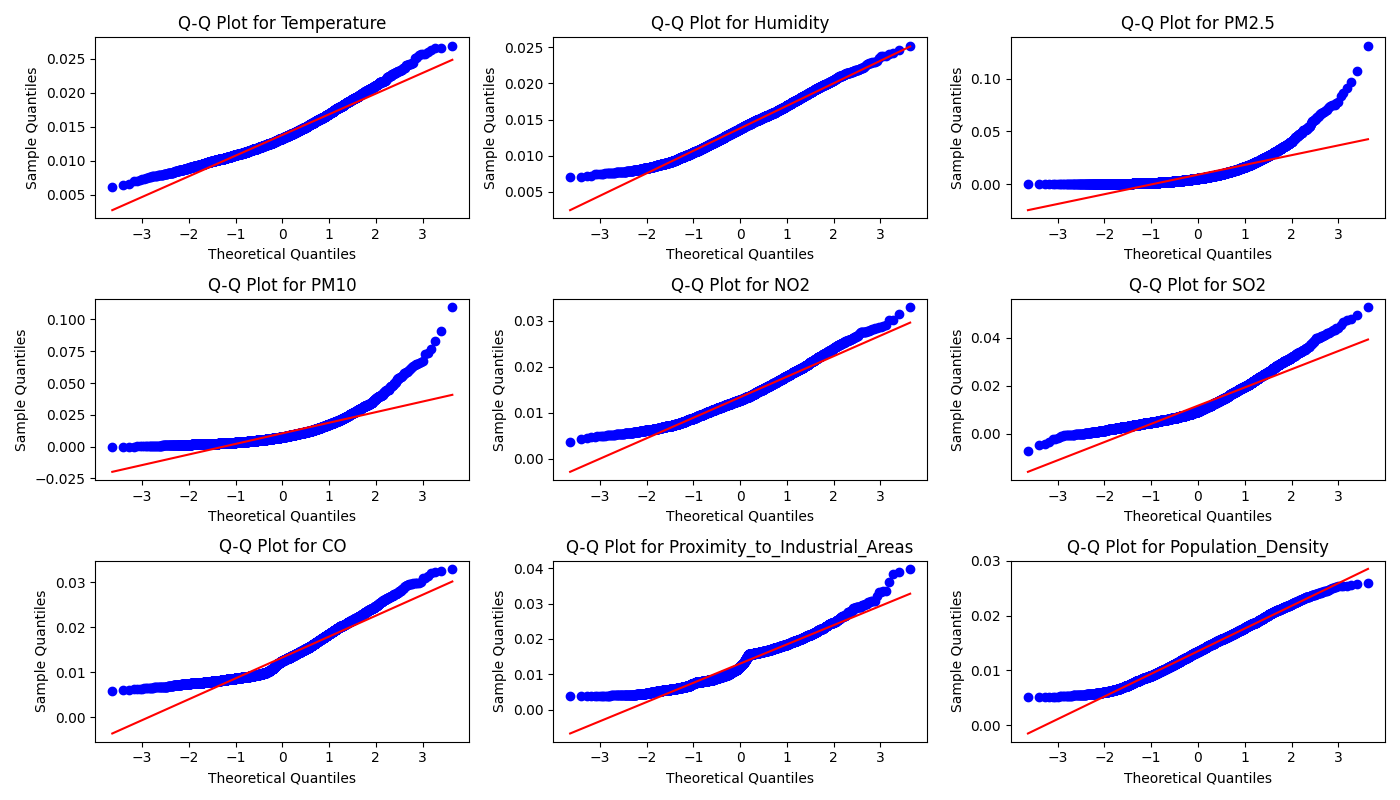 Q-Q Plot for Temperature
Sample Quantiles
0.025
0.020
0.015
0.010
0.005
−3 −2 −1 0 1 2 3
Theoretical Quantiles
Q-Q Plot for Humidity
Sample Quantiles
0.025
0.020
0.015
0.010
0.005
−3 −2 −1 0 1 2 3
Theoretical Quantiles
Q-Q Plot for PM2.5
Sample Quantiles
0.10
0.05
0.00
−3 −2 −1 0 1 2 3
Theoretical Quantiles
Q-Q Plot for PM10
Sample Quantiles
0.100
0.075
0.050
0.025
0.000
−0.025
−3 −2 −1 0 1 2 3
Theoretical Quantiles
Q-Q Plot for NO2
Sample Quantiles
0.03
0.02
0.01
0.00
−3 −2 −1 0 1 2 3
Theoretical Quantiles
Q-Q Plot for SO2
Sample Quantiles
0.04
0.02
0.00
−3 −2 −1 0 1 2 3
Theoretical Quantiles
Q-Q Plot for CO
Sample Quantiles
0.03
0.02
0.01
0.00
−3 −2 −1 0 1 2 3
Theoretical Quantiles
Q-Q Plot for Proximity_to_Industrial_Areas
Sample Quantiles
0.04
0.03
0.02
0.01
0.00
−3 −2 −1 0 1 2 3
Theoretical Quantiles
Q-Q Plot for Population_Density
Sample Quantiles
0.03
0.02
0.01
0.00
−3 −2 −1 0 1 2 3
Theoretical Quantiles